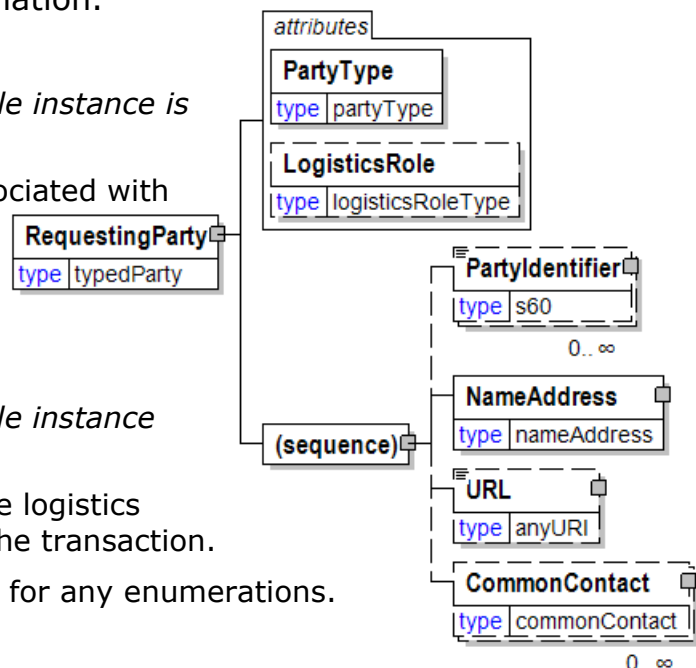 nation.
attributes
PartyType
type partyType
le instance is
LogisticsRole
type logisticsRoleType
ociated with
RequestingParty
type typedParty
PartyIdentifier
type s60
0.. ∞
NameAddress
type nameAddress
le instance
(sequence)
URL
type anyURI
e logistics
he transaction.
CommonContact
type commonContact
for any enumerations.
0.. ∞